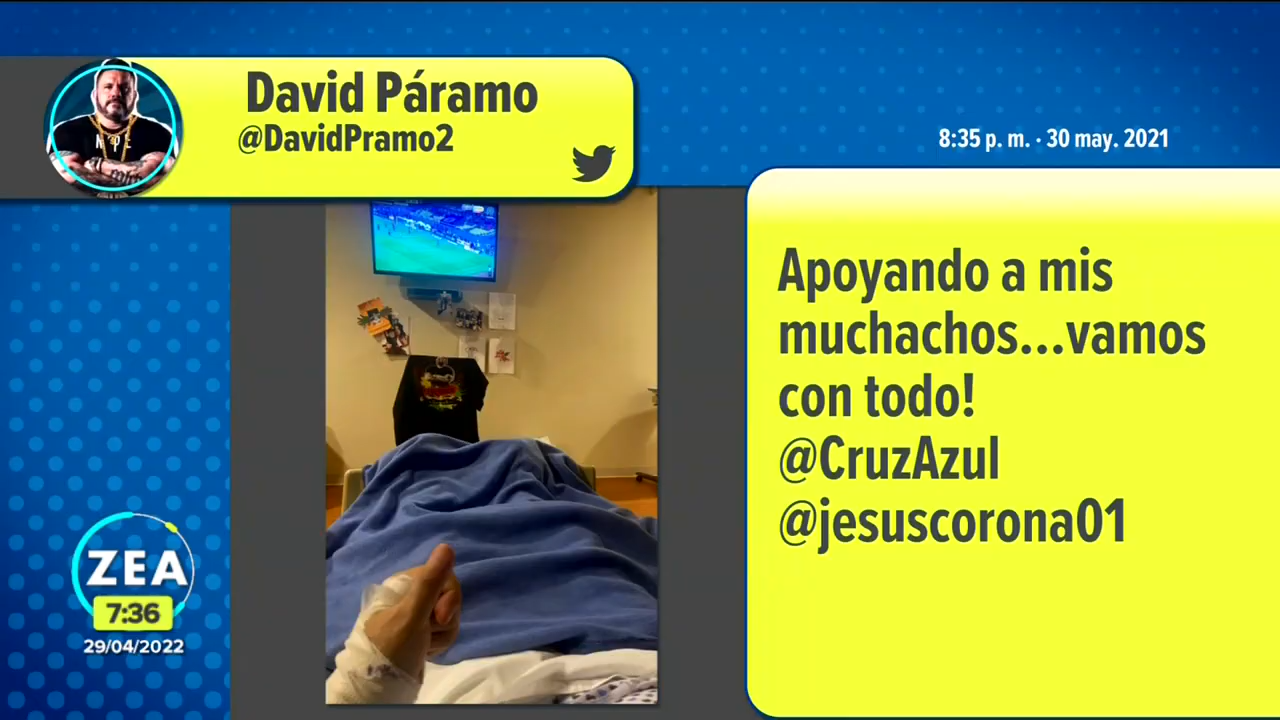 David Páramo
@DavidPramo2
8:35 p. m. · 30 may. 2021
Apoyando a mis
muchachos...vamos
con todo!
@CruzAzul
@jesuscorona01
ZEA
7:36
29/04/2022